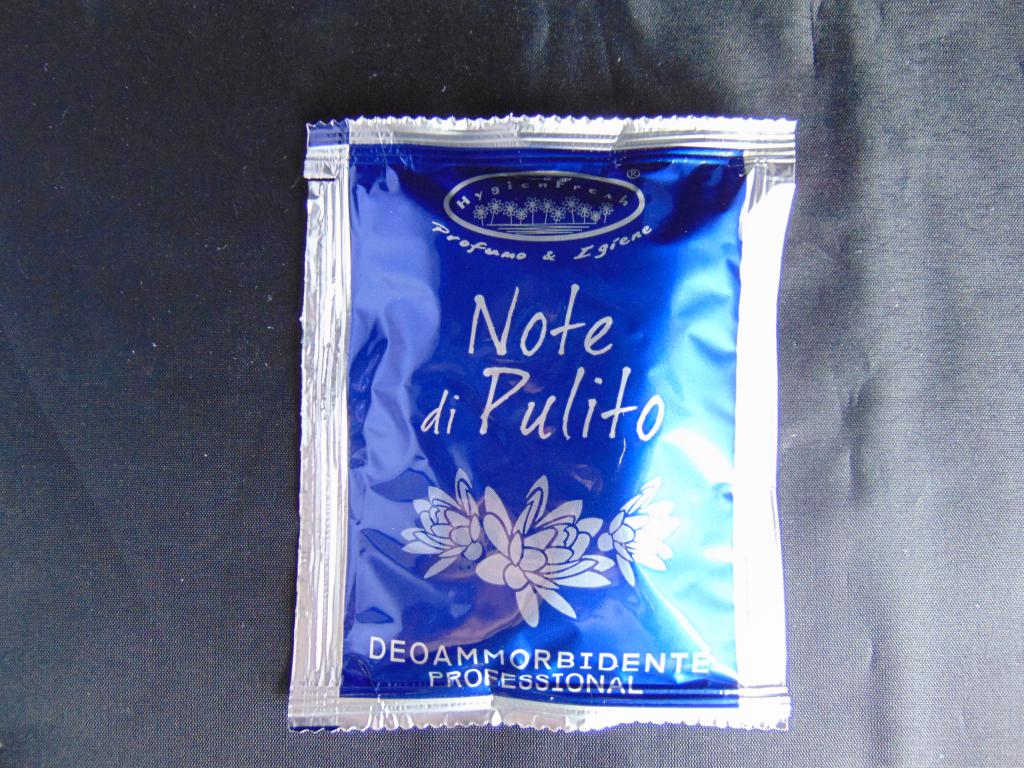 HygienFresh ®
Profumo & Igiene
Note
di Pulito
DEOAMMORBIDENTE
PROFESSIONAL